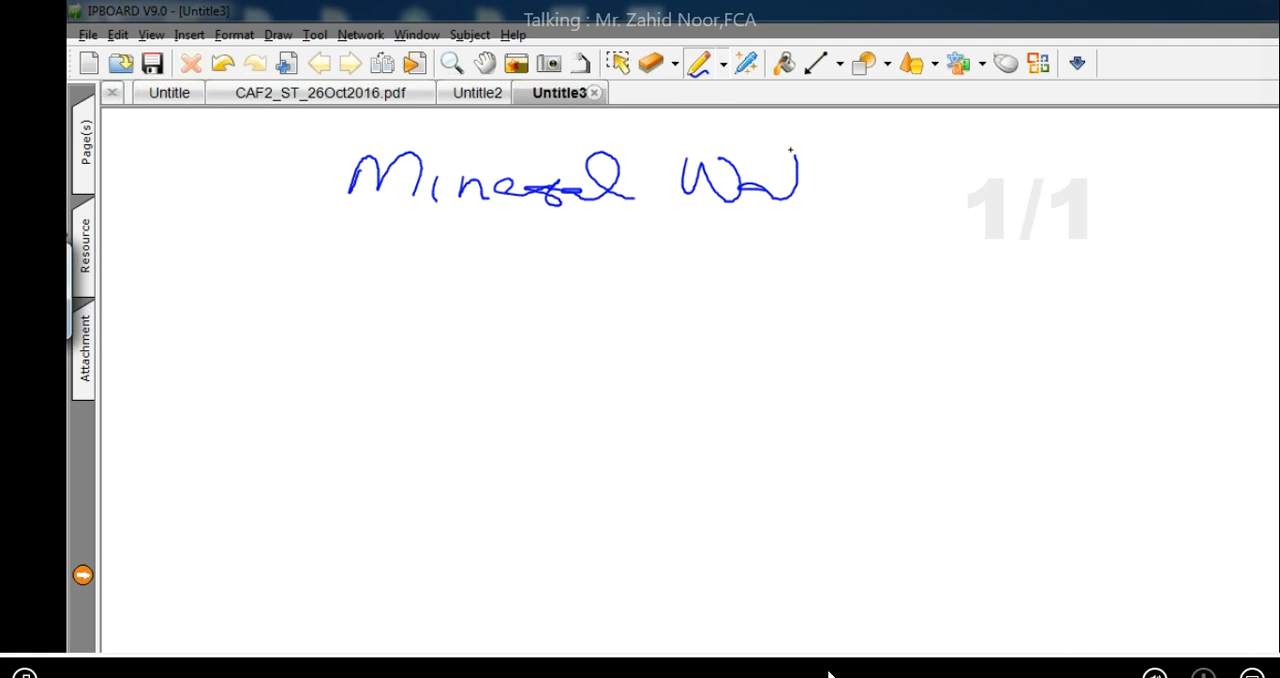 IPBOARD V9.0 - [Untitle3]
Talking : Mr. Zahid Noor,FCA
File Edit View Insert Format Draw Tool Network Window Subject Help
Untitle CAF2_ST_26Oct2016.pdf Untitle2 Untitle3
Page(s)
Resource
Attachment
Mineral Wa
1/1